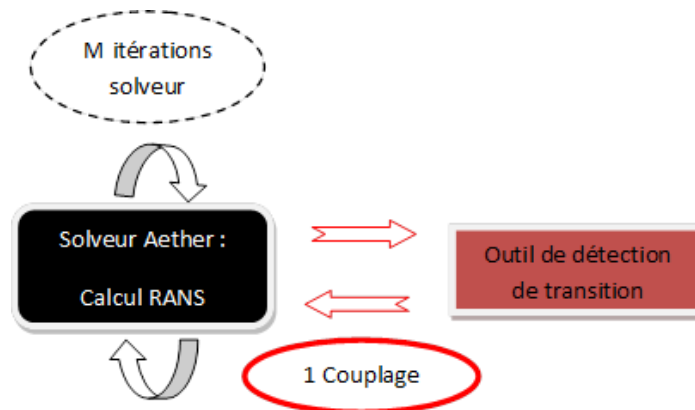 M itérations
solveur
Solveur Aether :
Calcul RANS
Outil de détection
de transition
1 Couplage